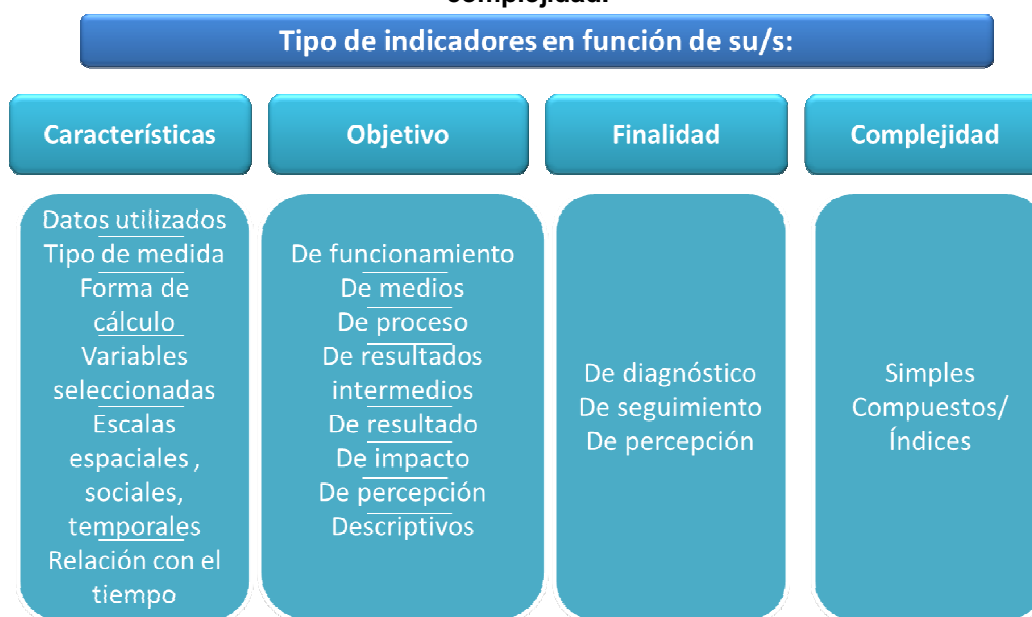 complejidad.
Tipo de indicadores en función de su/s:
Características
Objetivo
Finalidad
Complejidad
Datos utilizados
Tipo de medida
Forma de
cálculo
Variables
seleccionadas
Escalas
espaciales ,
sociales,
temporales
Relación con el
tiempo
De funcionamiento
De medios
De proceso
De resultados
intermedios
De resultado
De impacto
De percepción
Descriptivos
De diagnóstico
De seguimiento
De percepción
Simples
Compuestos/
Índices